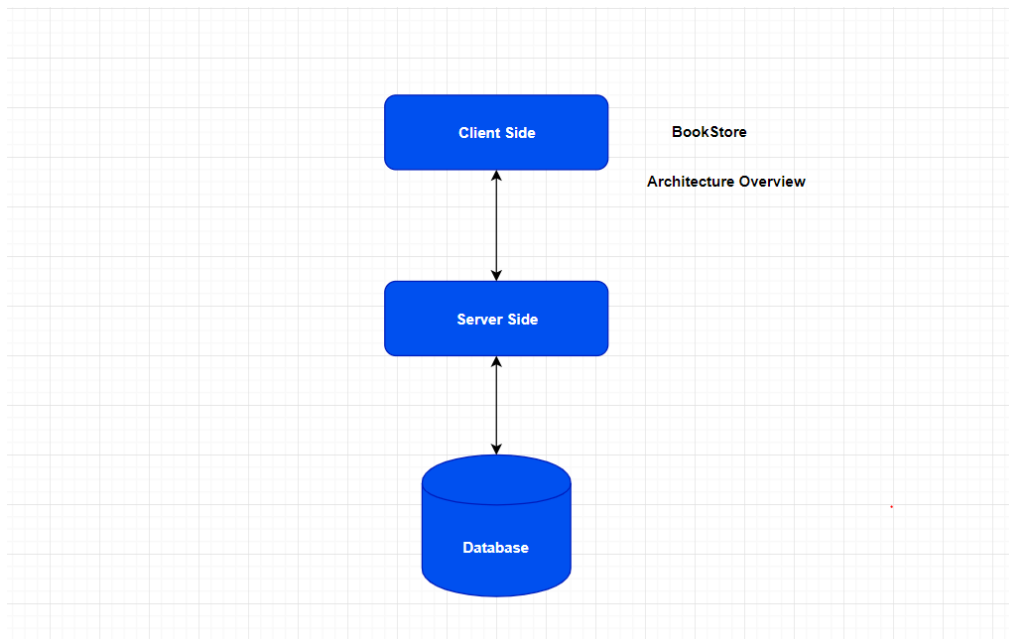 Client Side
BookStore
Architecture Overview
Server Side
Database